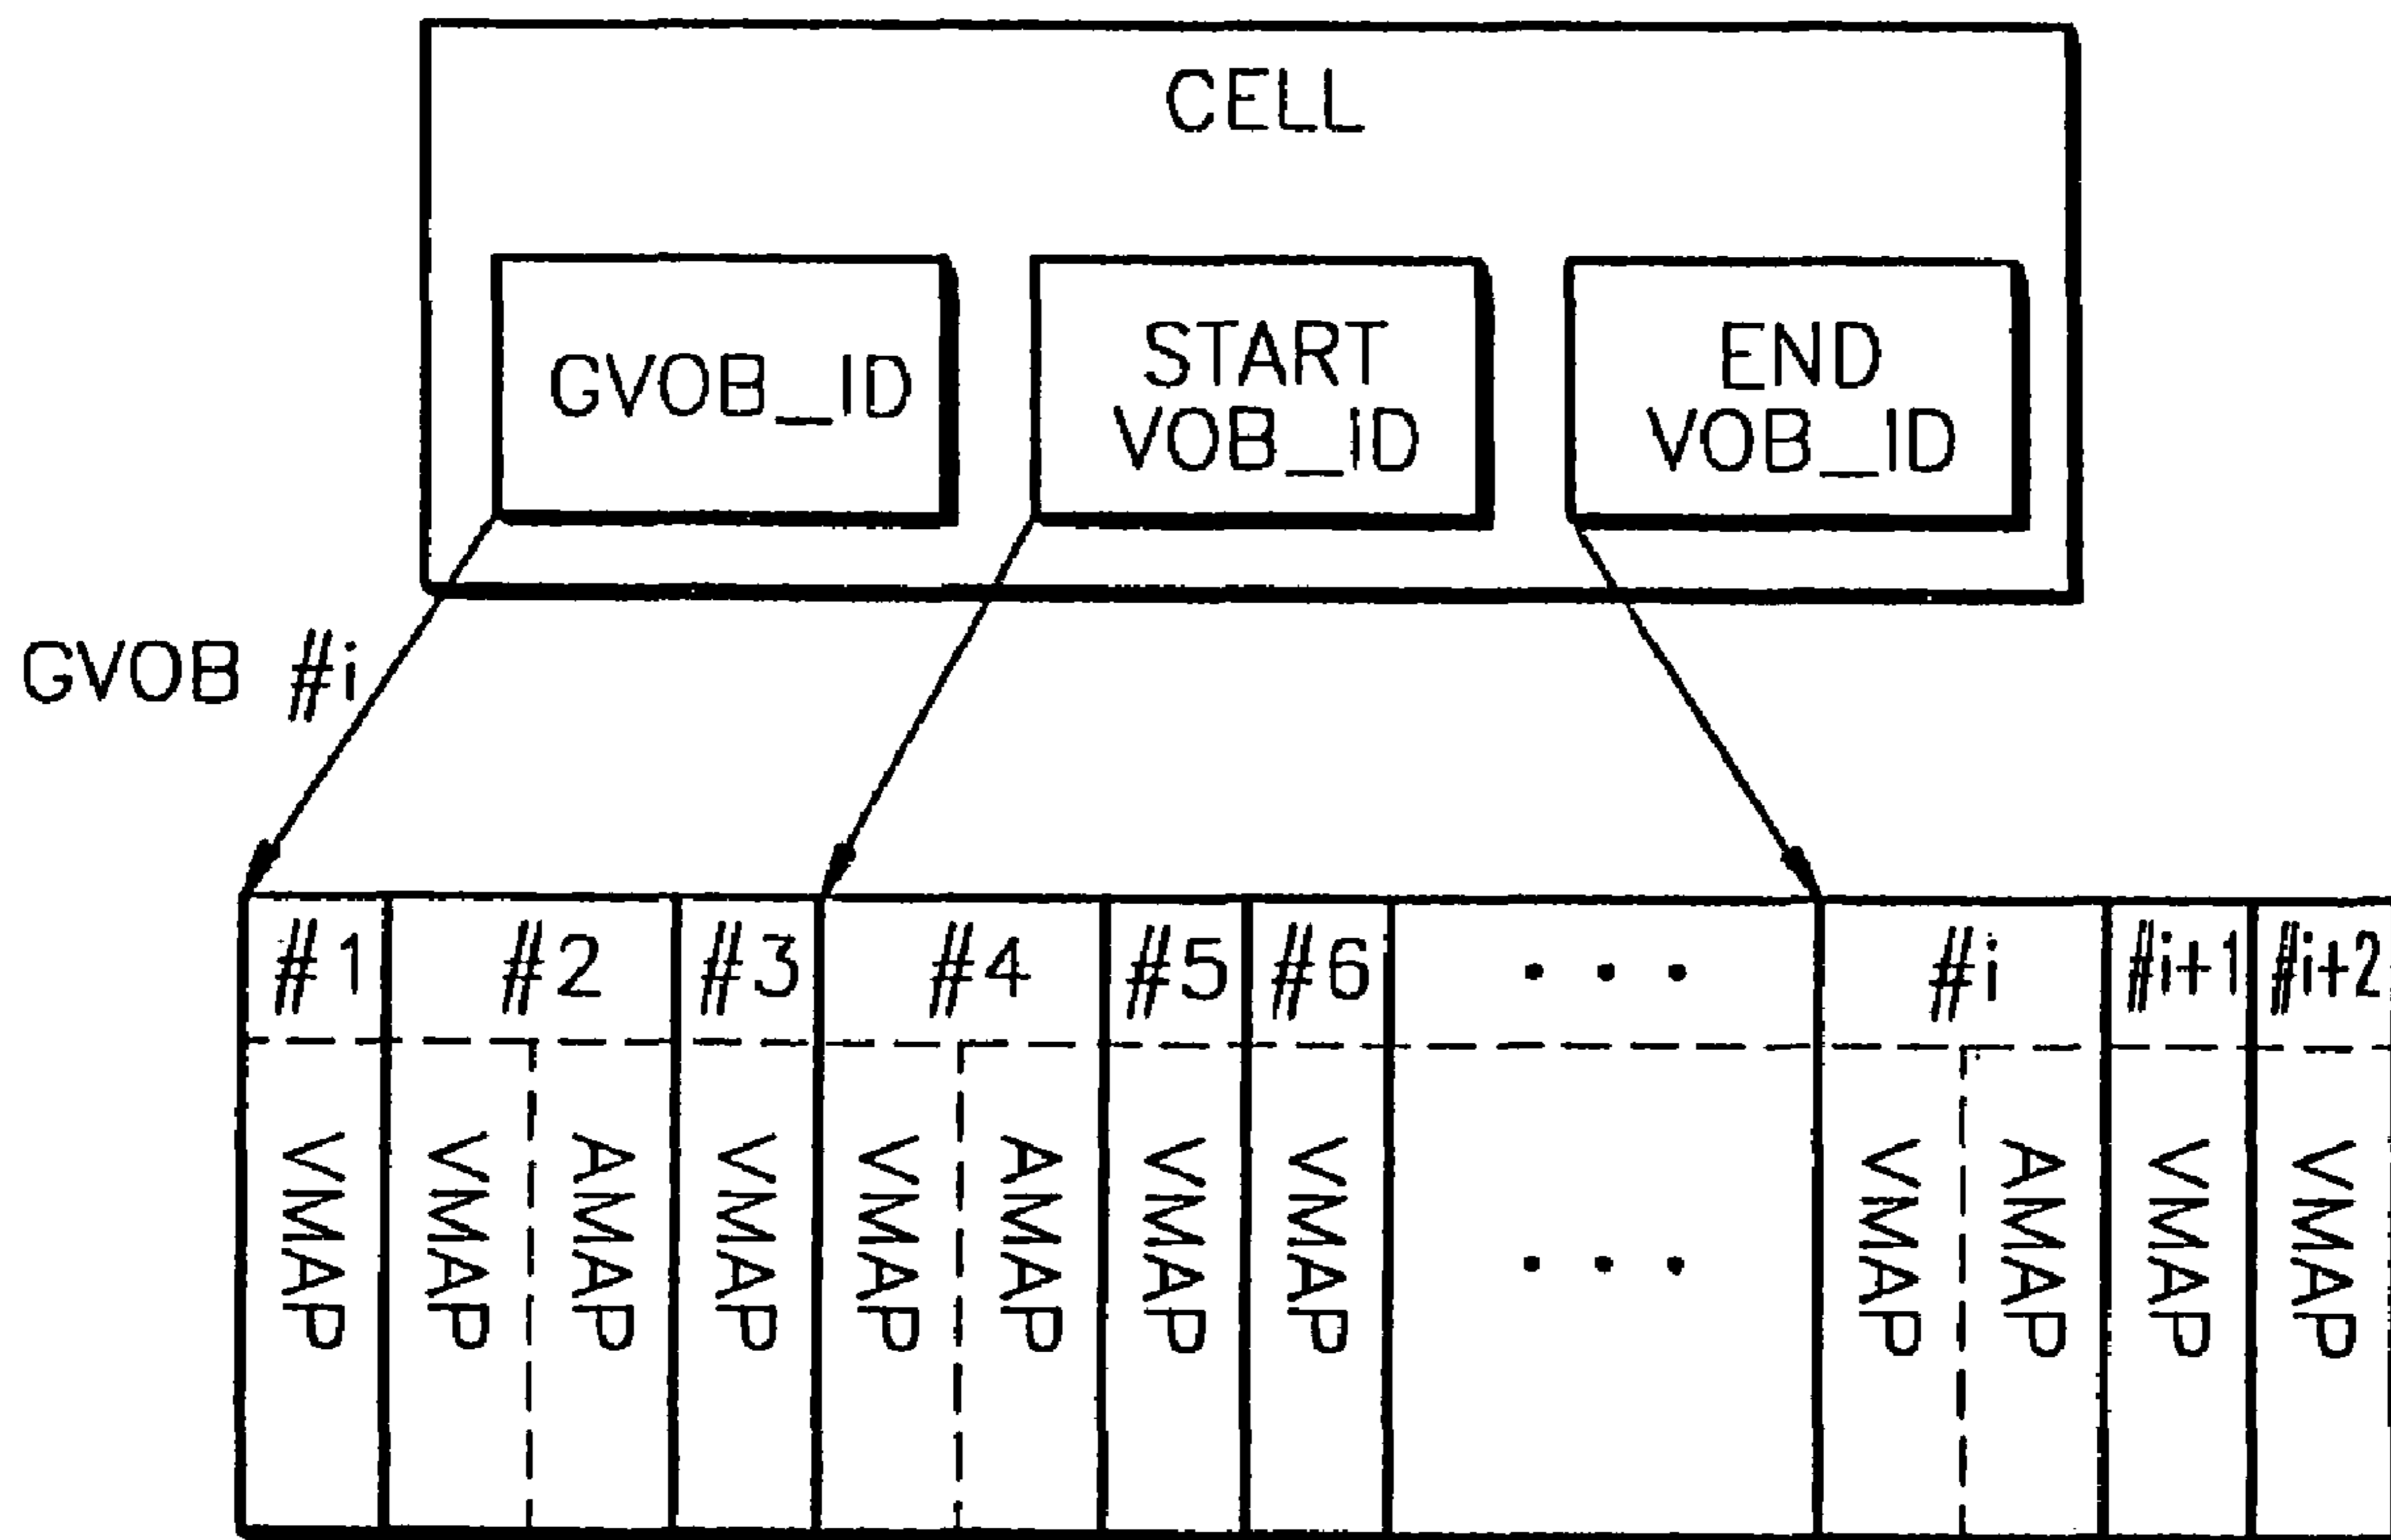 CELL
GVOB_ID
START
VOB_ID
END
VOB_ID
GVOB #i
#1 #2 #3 #4 #5 #6 . . . #i #i+1 #i+2
VMAP VMAP AMAP VMAP VMAP AMAP VMAP VMAP . . . VMAP AMAP VMAP VMAP